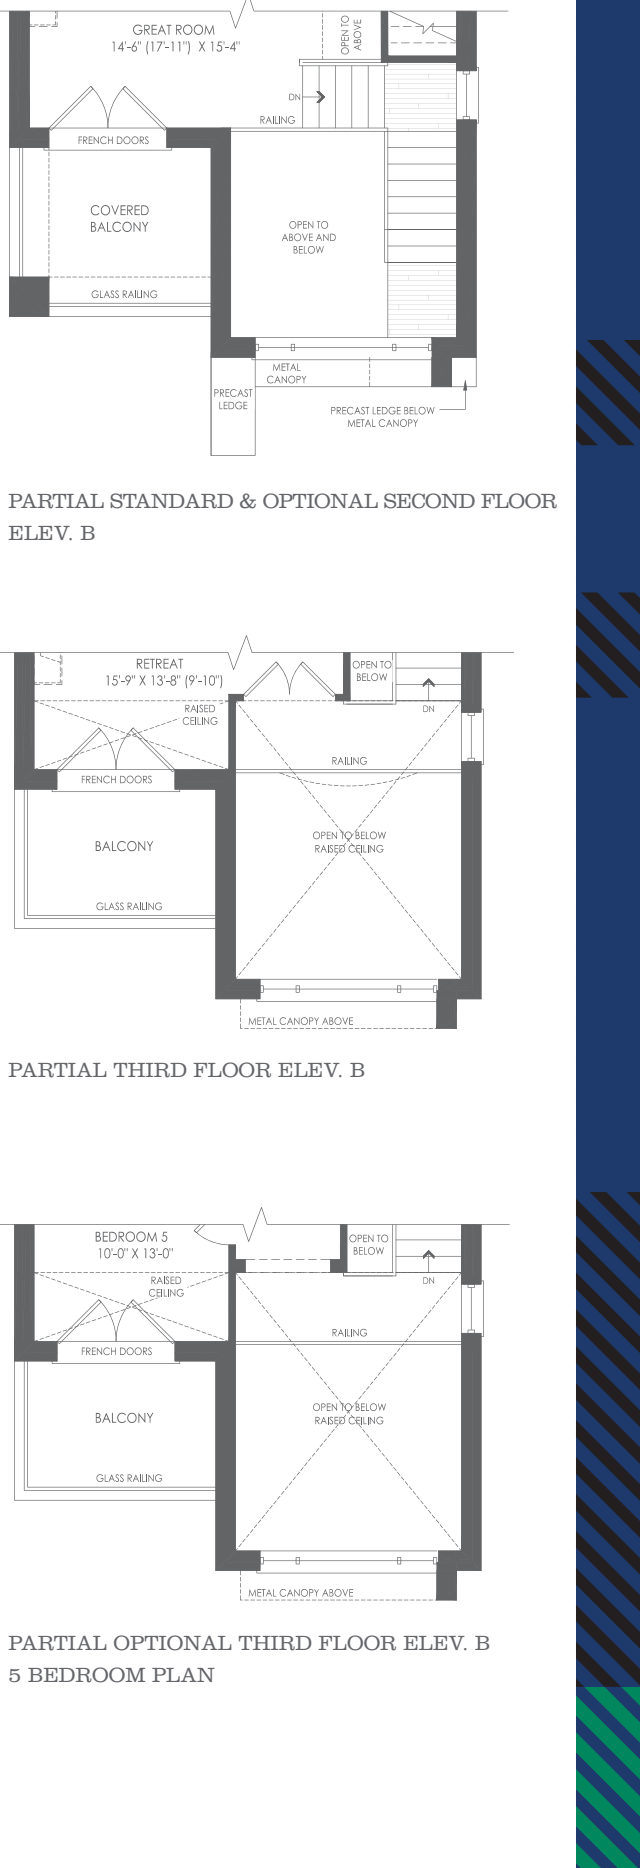 GREAT ROOM
14'-6" (17'-11") X 15'-4"
OPEN TO
ABOVE
DN
RAILING
FRENCH DOORS
COVERED
BALCONY
OPEN TO
ABOVE AND
BELOW
GLASS RAILING
METAL
CANOPY
PRECAST
LEDGE
PRECAST LEDGE BELOW
METAL CANOPY
PARTIAL STANDARD & OPTIONAL SECOND FLOOR
ELEV. B
RETREAT
15'-9" X 13'-8" (9'-10")
OPEN TO
BELOW
RAISED
CEILING
DN
RAILING
FRENCH DOORS
BALCONY
OPEN TO BELOW
RAISED CEILING
GLASS RAILING
METAL CANOPY ABOVE
PARTIAL THIRD FLOOR ELEV. B
BEDROOM 5
10'-0" X 13'-0"
OPEN TO
BELOW
RAISED
CEILING
DN
RAILING
FRENCH DOORS
BALCONY
OPEN TO BELOW
RAISED CEILING
GLASS RAILING
METAL CANOPY ABOVE
PARTIAL OPTIONAL THIRD FLOOR ELEV. B
5 BEDROOM PLAN